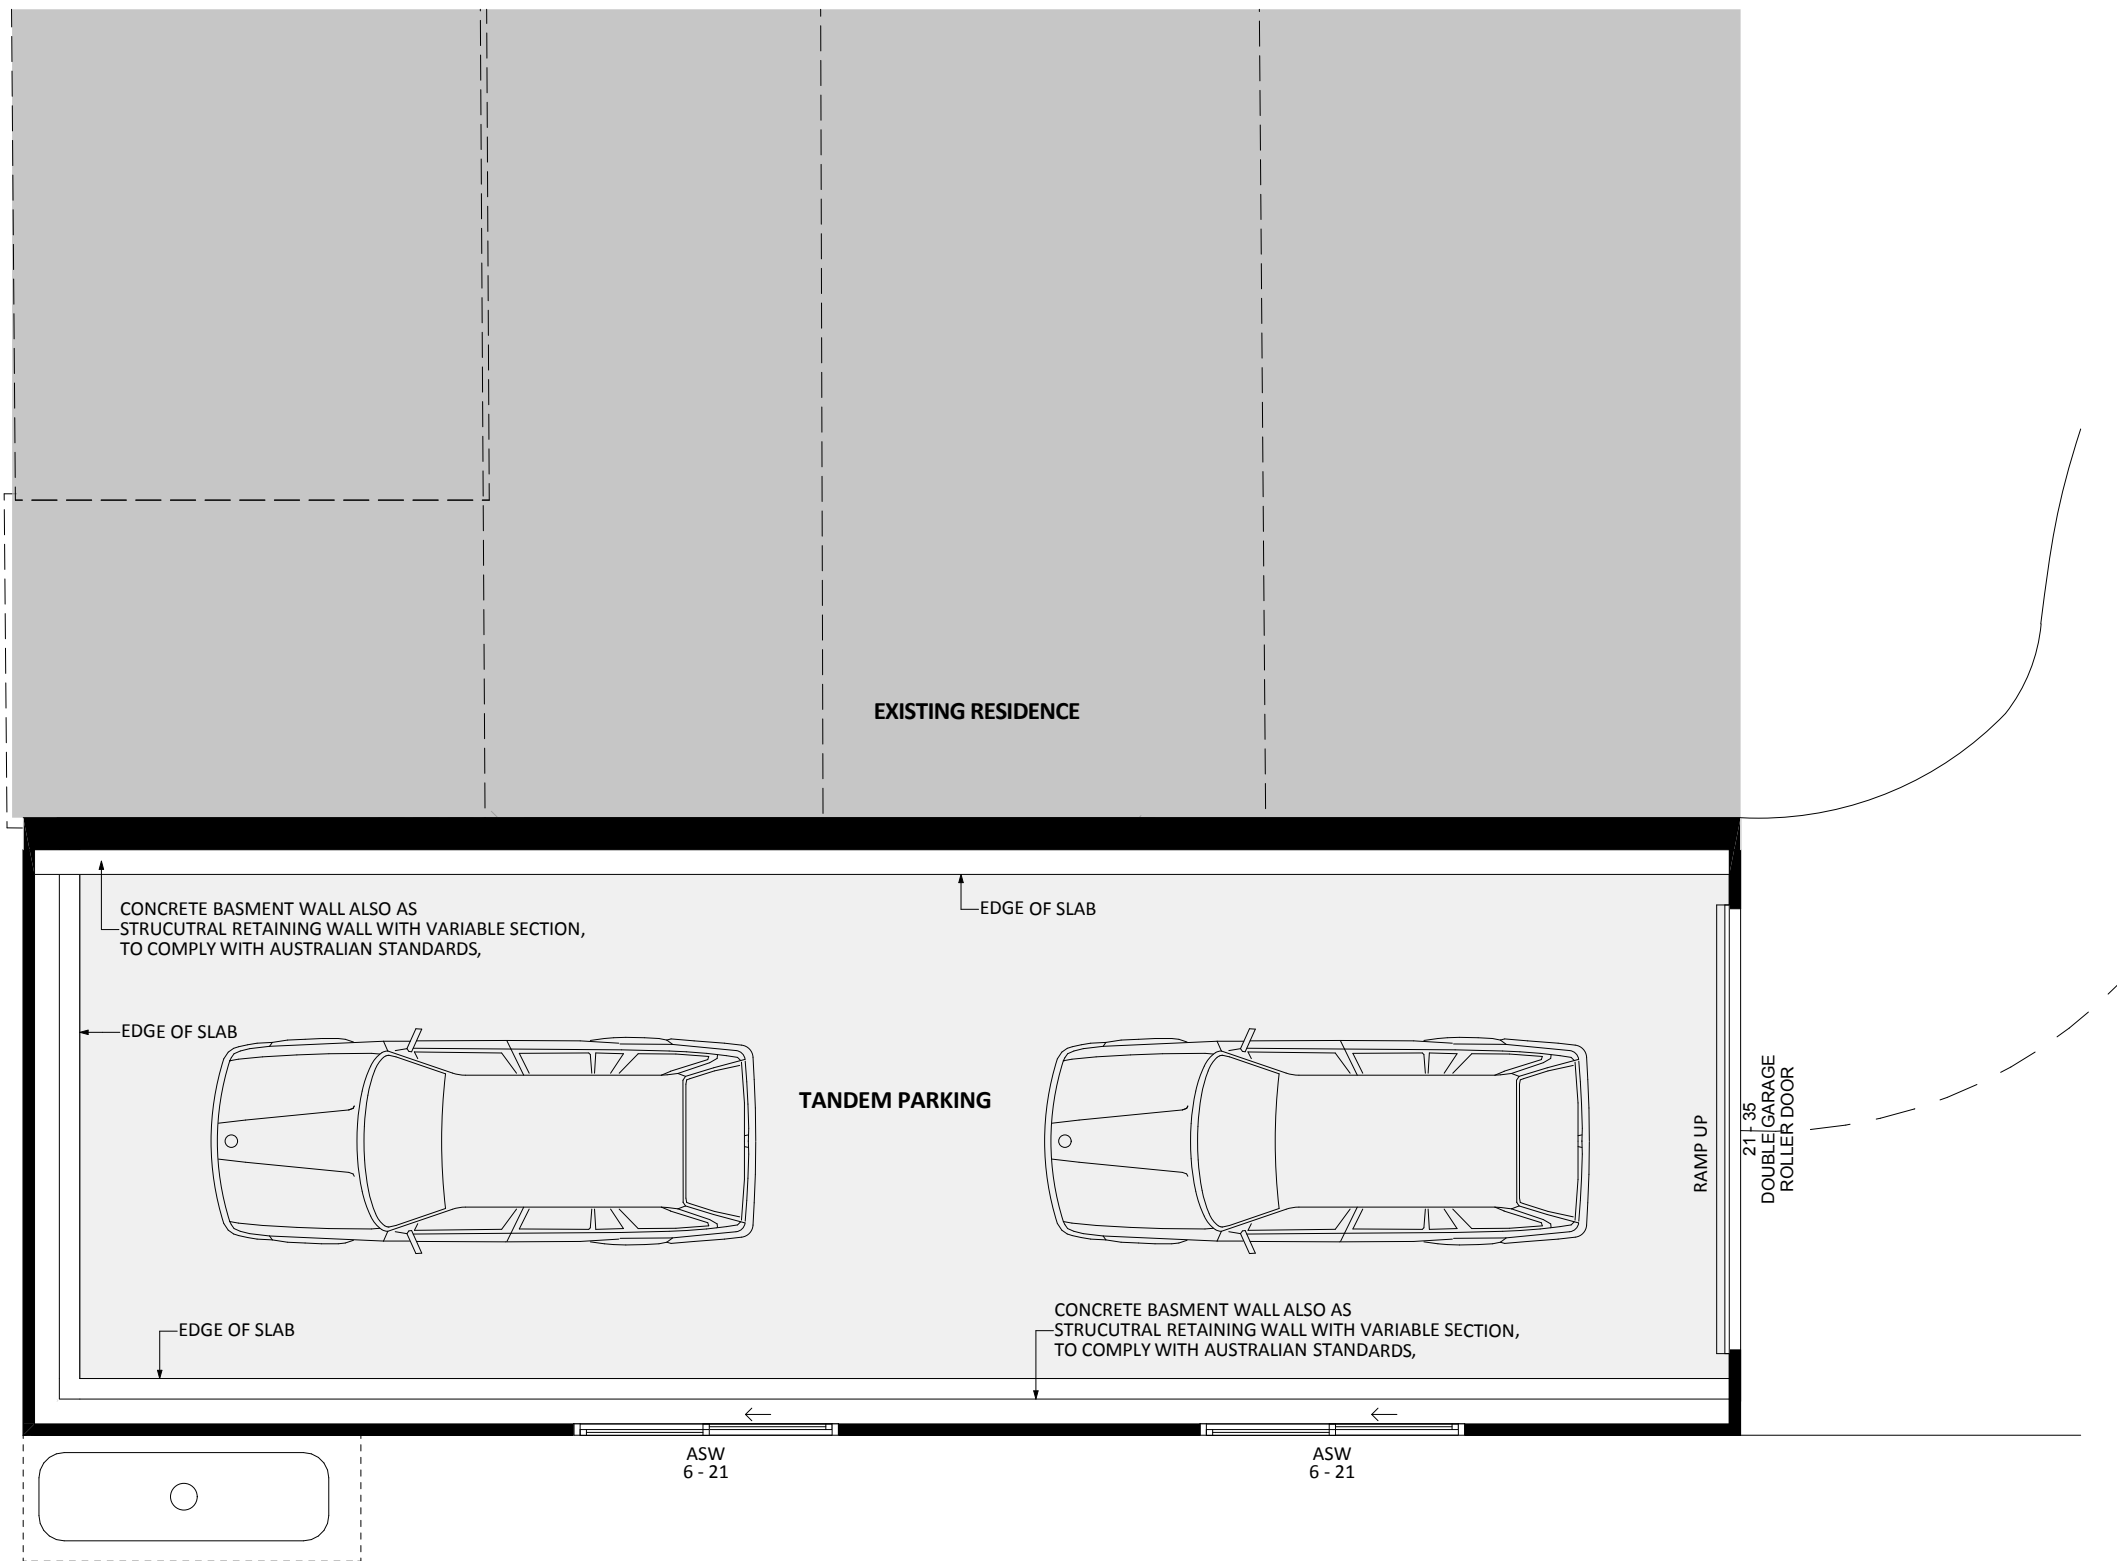 EXISTING RESIDENCE
CONCRETE BASMENT WALL ALSO AS
STRUCUTRAL RETAINING WALL WITH VARIABLE SECTION,
TO COMPLY WITH AUSTRALIAN STANDARDS,
EDGE OF SLAB
EDGE OF SLAB
TANDEM PARKING
RAMP UP
21 - 35
DOUBLE GARAGE
ROLLER DOOR
EDGE OF SLAB
CONCRETE BASMENT WALL ALSO AS
STRUCUTRAL RETAINING WALL WITH VARIABLE SECTION,
TO COMPLY WITH AUSTRALIAN STANDARDS,
ASW
6 - 21
ASW
6 - 21